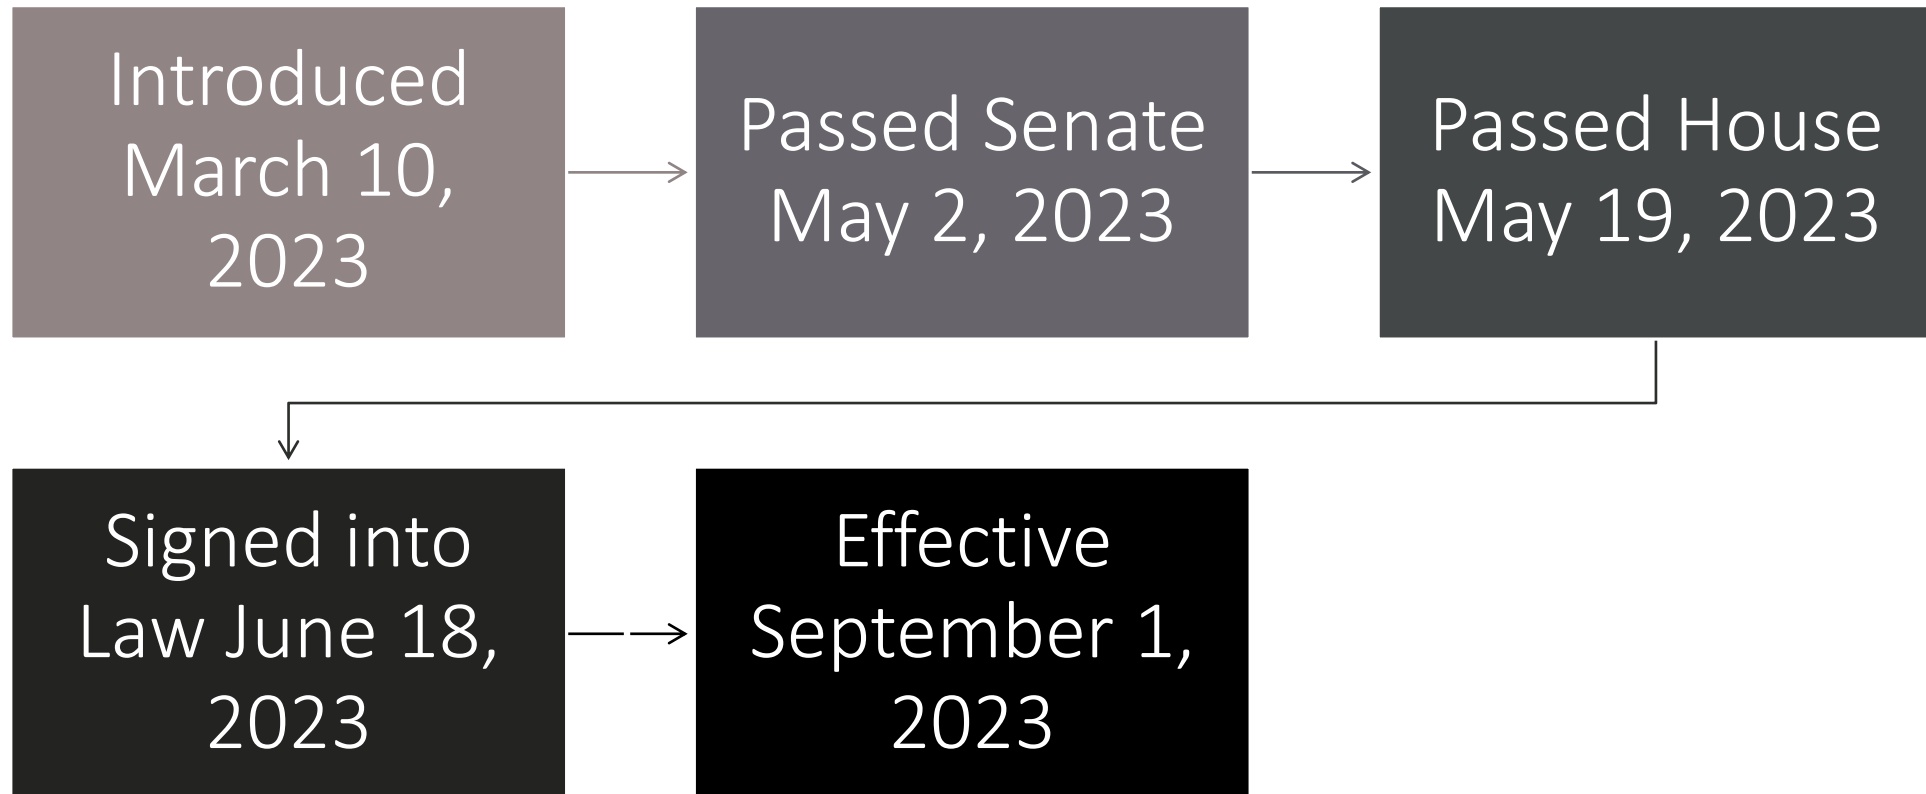 Introduced
March 10,
2023
Passed Senate
May 2, 2023
Passed House
May 19, 2023
Signed into
Law June 18,
2023
Effective
September 1,
2023